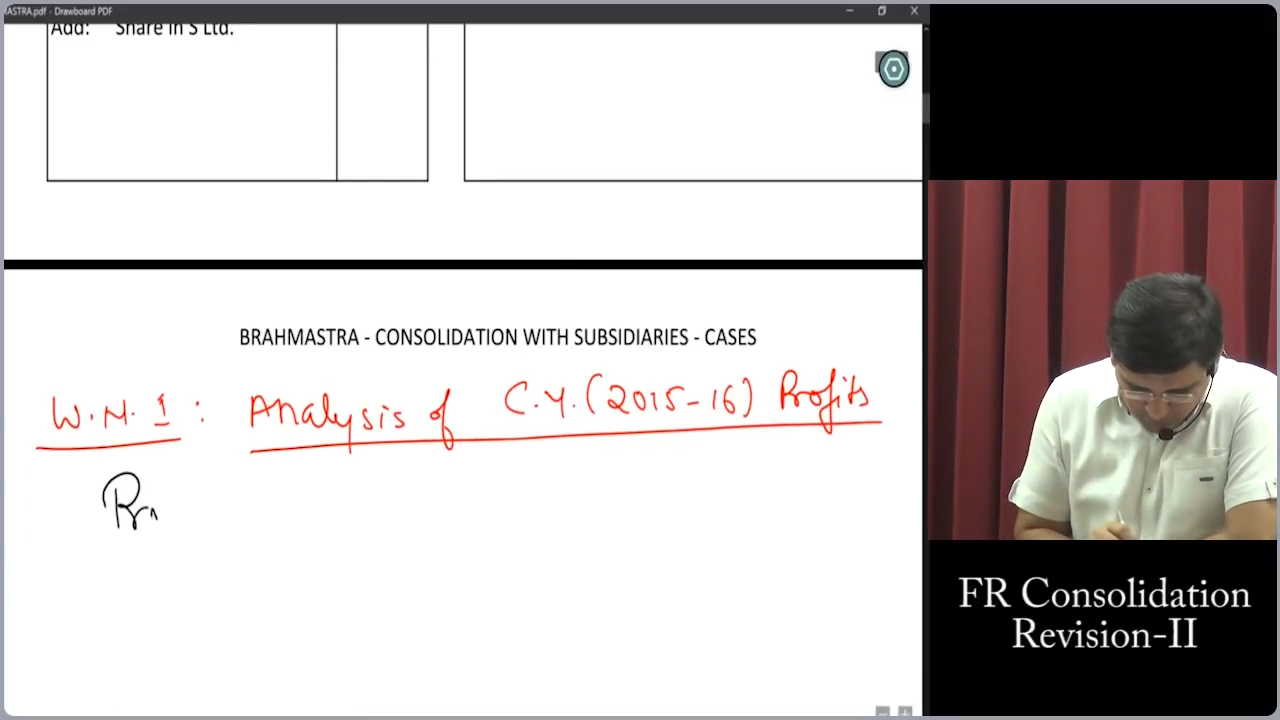 ASTRA.pdf - Drawboard PDF
Add: Share in S Ltd.
BRAHMASTRA - CONSOLIDATION WITH SUBSIDIARIES - CASES
W.N.1 : Analysis of C.Y.(2015-16) Profits
FR Consolidation
Revision-II